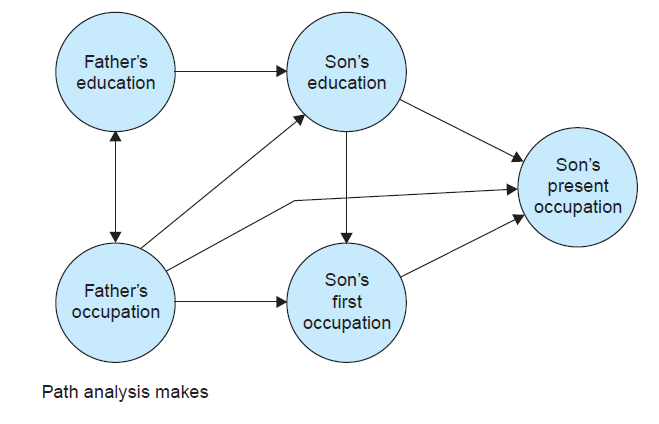 Father’s
education
Son’s
education
Son’s
present
occupation
Father’s
occupation
Son’s
first
occupation
Path analysis makes